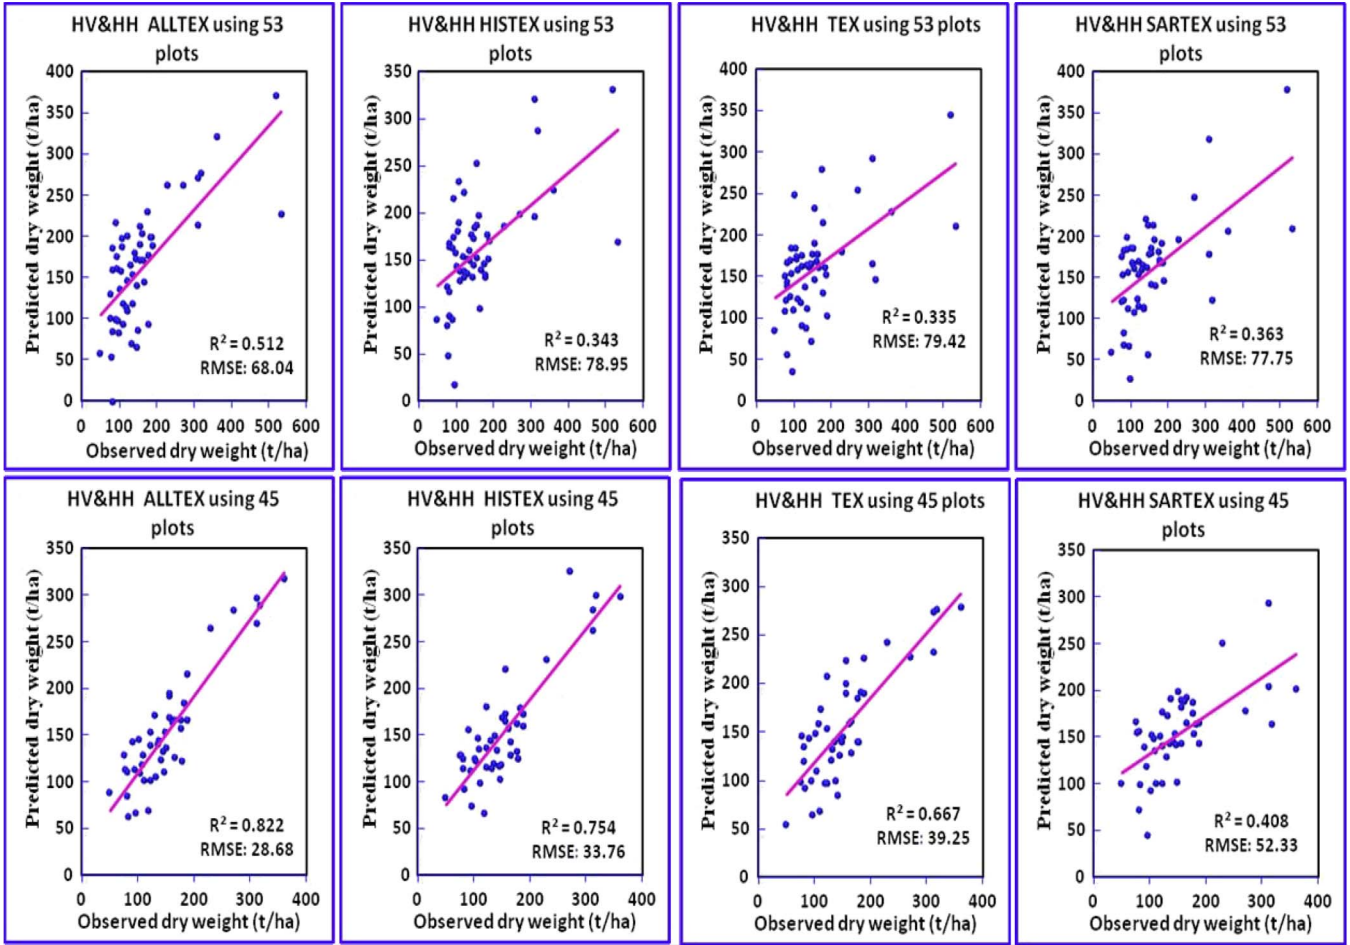 HV&HH ALLTEX using 53
plots
400
350
300
250
200
150
100
50
0
0 100 200 300 400 500 600
Predicted dry weight (t/ha)
Observed dry weight (t/ha)
R² = 0.512
RMSE: 68.04
HV&HH HISTEX using 53
plots
350
300
250
200
150
100
50
0
0 100 200 300 400 500 600
Predicted dry weight (t/ha)
Observed dry weight (t/ha)
R² = 0.343
RMSE: 78.95
HV&HH TEX using 53 plots
400
350
300
250
200
150
100
50
0
0 100 200 300 400 500 600
Predicted dry weight (t/ha)
Observed dry weight (t/ha)
R² = 0.335
RMSE: 79.42
HV&HH SARTEX using 53
plots
400
350
300
250
200
150
100
50
0
0 100 200 300 400 500 600
Predicted dry weight (t/ha)
Observed dry weight (t/ha)
R² = 0.363
RMSE: 77.75
HV&HH ALLTEX using 45
plots
350
300
250
200
150
100
50
0
0 100 200 300 400
Predicted dry weight (t/ha)
Observed dry weight (t/ha)
R² = 0.822
RMSE: 28.68
HV&HH HISTEX using 45
plots
350
300
250
200
150
100
50
0
0 100 200 300 400
Predicted dry weight (t/ha)
Observed dry weight (t/ha)
R² = 0.754
RMSE: 33.76
HV&HH TEX using 45 plots
350
300
250
200
150
100
50
0
0 100 200 300 400
Predicted dry weight (t/ha)
Observed dry weight (t/ha)
R² = 0.667
RMSE: 39.25
HV&HH SARTEX using 45
plots
350
300
250
200
150
100
50
0
0 100 200 300 400
Predicted dry weight (t/ha)
Observed dry weight (t/ha)
R² = 0.408
RMSE: 52.33